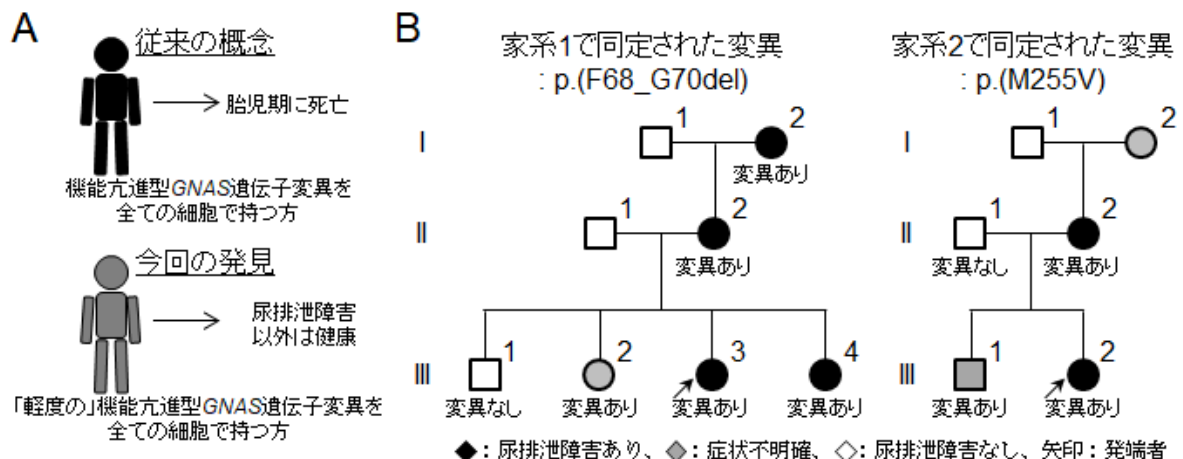 A
従来の概念
胎児期に死亡
機能亢進型GNAS遺伝子変異を
全ての細胞で持つ方
今回の発見
尿排泄障害
以外は健康
「軽度の」機能亢進型GNAS遺伝子変異を
全ての細胞で持つ方
B
家系1で同定された変異
: p.(F68_G70del)
I
1
2
変異あり
II
1
2
変異あり
III
1
2
3
4
変異なし
変異あり
変異あり
変異あり
家系2で同定された変異
: p.(M255V)
I
1
2
II
1
2
変異なし
変異あり
III
1
2
変異あり
変異あり
◆：尿排泄障害あり、◆：症状不明確、◇：尿排泄障害なし、矢印：発端者